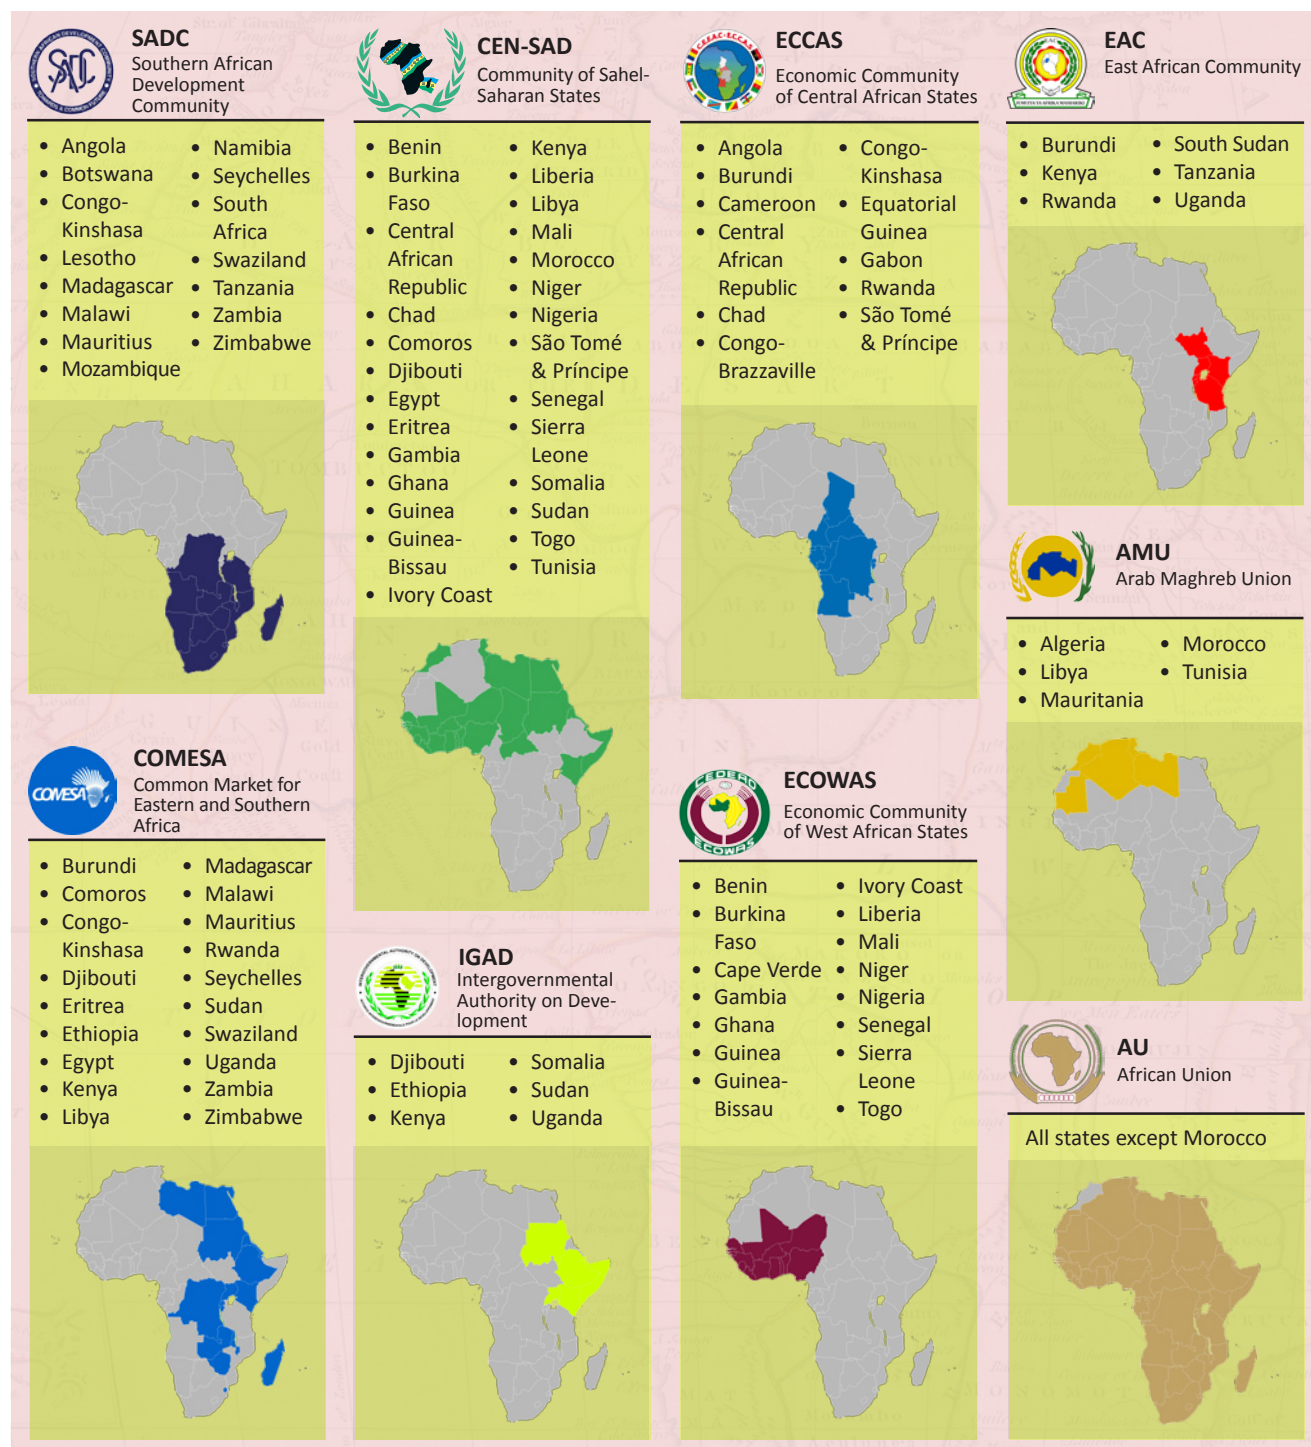 SADC
Southern African
Development
Community
Angola
Botswana
Congo-
Kinshasa
Lesotho
Madagascar
Malawi
Mauritius
Mozambique
Namibia
Seychelles
South
Africa
Swaziland
Tanzania
Zambia
Zimbabwe
CEN-SAD
Community of Sahel-
Saharan States
Benin
Burkina
Faso
Central
African
Republic
Chad
Comoros
Djibouti
Egypt
Eritrea
Gambia
Ghana
Guinea
Guinea-
Bissau
Ivory Coast
Kenya
Liberia
Libya
Mali
Morocco
Niger
Nigeria
São Tomé
& Príncipe
Senegal
Sierra
Leone
Somalia
Sudan
Togo
Tunisia
ECCAS
Economic Community
of Central African States
Angola
Burundi
Cameroon
Central
African
Republic
Chad
Congo-
Brazzaville
Congo-
Kinshasa
Equatorial
Guinea
Gabon
Rwanda
São Tomé
& Príncipe
EAC
East African Community
Burundi
Kenya
Rwanda
South Sudan
Tanzania
Uganda
AMU
Arab Maghreb Union
Algeria
Libya
Mauritania
Morocco
Tunisia
COMESA
COMESA
Common Market for
Eastern and Southern
Africa
Burundi
Comoros
Congo-
Kinshasa
Djibouti
Eritrea
Ethiopia
Egypt
Kenya
Libya
Madagascar
Malawi
Mauritius
Rwanda
Seychelles
Sudan
Swaziland
Uganda
Zambia
Zimbabwe
IGAD
Intergovernmental
Authority on Deve-
lopment
Djibouti
Ethiopia
Kenya
Somalia
Sudan
Uganda
CEDEAO
ECOWAS
ECOWAS
Economic Community
of West African States
Benin
Burkina
Faso
Cape Verde
Gambia
Ghana
Guinea
Guinea-
Bissau
Ivory Coast
Liberia
Mali
Niger
Nigeria
Senegal
Sierra
Leone
Togo
AU
African Union
All states except Morocco